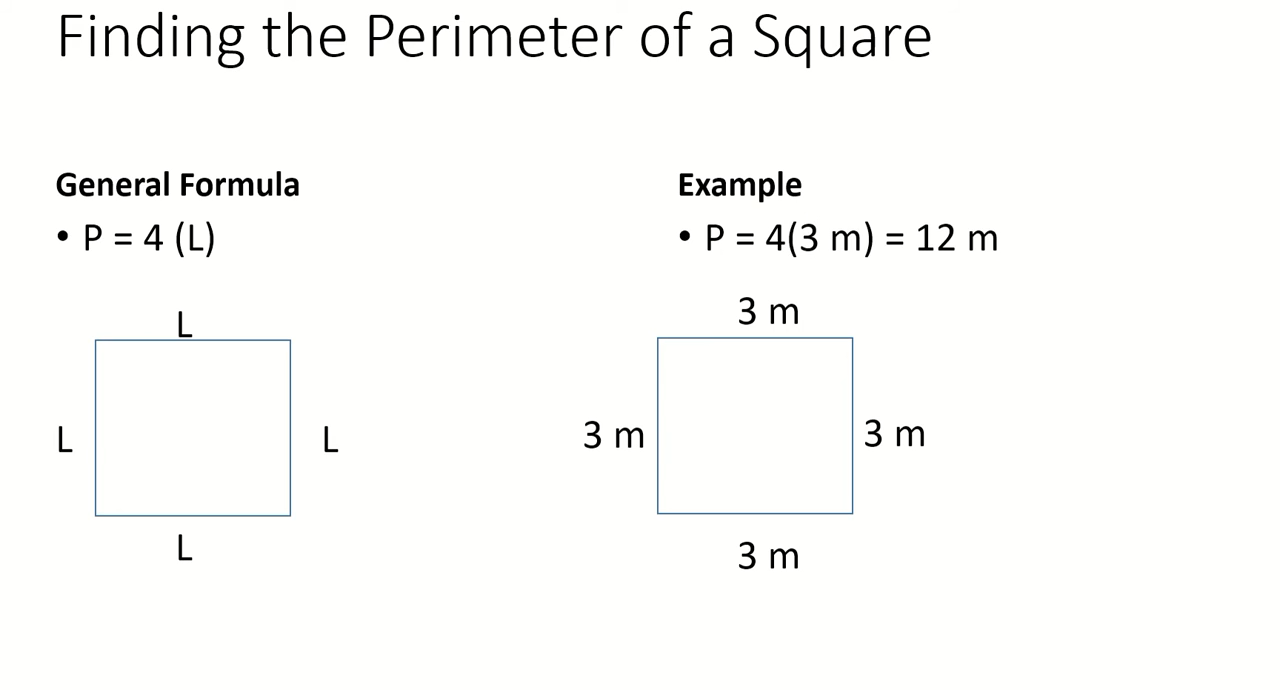 Finding the Perimeter of a Square
General Formula
• P = 4 (L)
L
L
L
L
Example
• P = 4(3 m) = 12 m
3 m
3 m
3 m
3 m